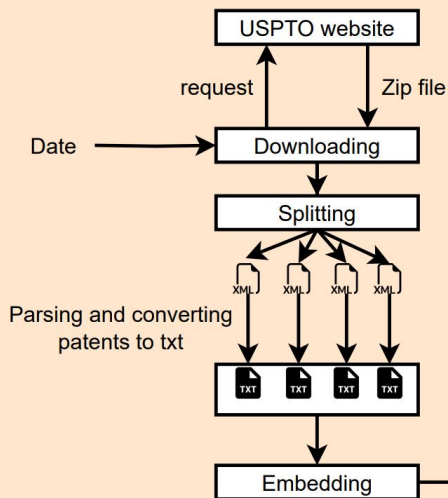 USPTO website
request
Zip file
Date
Downloading
Splitting
XML XML XML XML
Parsing and converting
patents to txt
TXT TXT TXT TXT
Embedding